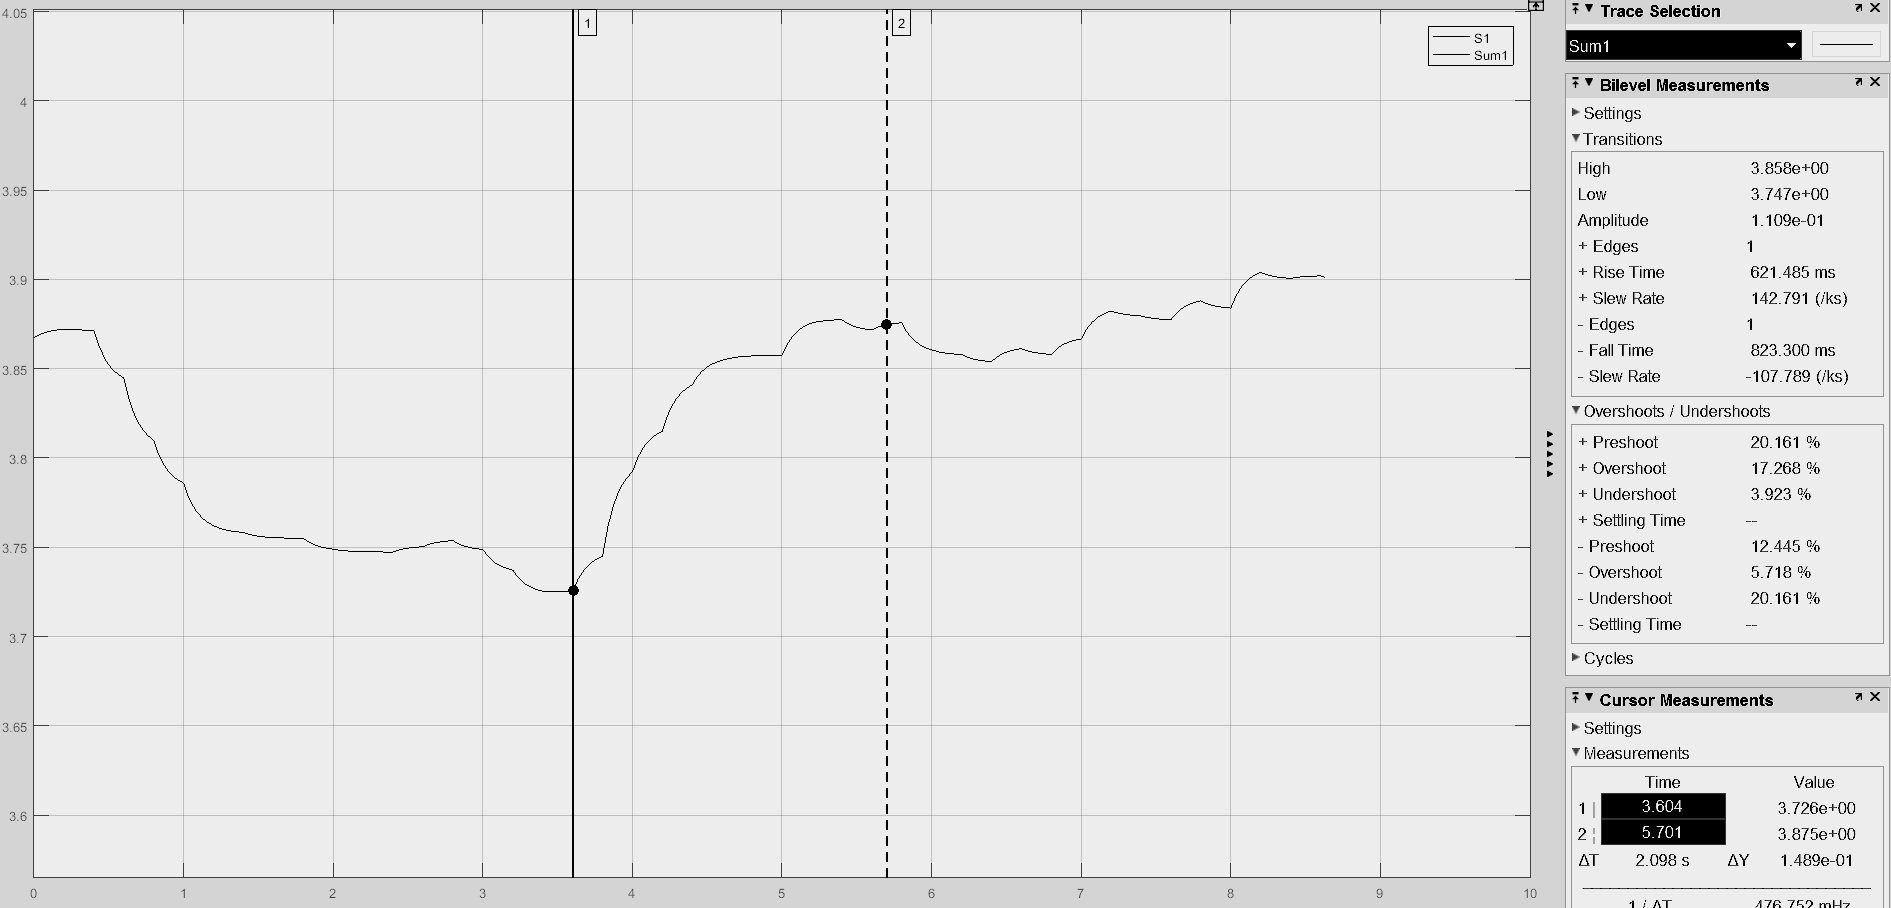 4.05
4
3.95
3.9
3.85
3.8
3.75
3.7
3.65
3.6
0 1 2 3 4 5 6 7 8 9 10
1
2
S1
Sum1
Trace Selection
Sum1
Bilevel Measurements
Settings
Transitions
High 3.858e+00
Low 3.747e+00
Amplitude 1.109e-01
+ Edges 1
+ Rise Time 621.485 ms
+ Slew Rate 142.791 (/ks)
- Edges 1
- Fall Time 823.300 ms
- Slew Rate -107.789 (/ks)
Overshoots / Undershoots
+ Preshoot 20.161 %
+ Overshoot 17.268 %
+ Undershoot 3.923 %
+ Settling Time --
- Preshoot 12.445 %
- Overshoot 5.718 %
- Undershoot 20.161 %
- Settling Time --
Cycles
Cursor Measurements
Settings
Measurements
Time Value
1 | 3.604 3.726e+00
2 ¦ 5.701 3.875e+00
ΔT 2.098 s ΔY 1.489e-01
1 / ΔT 476.752 mHz